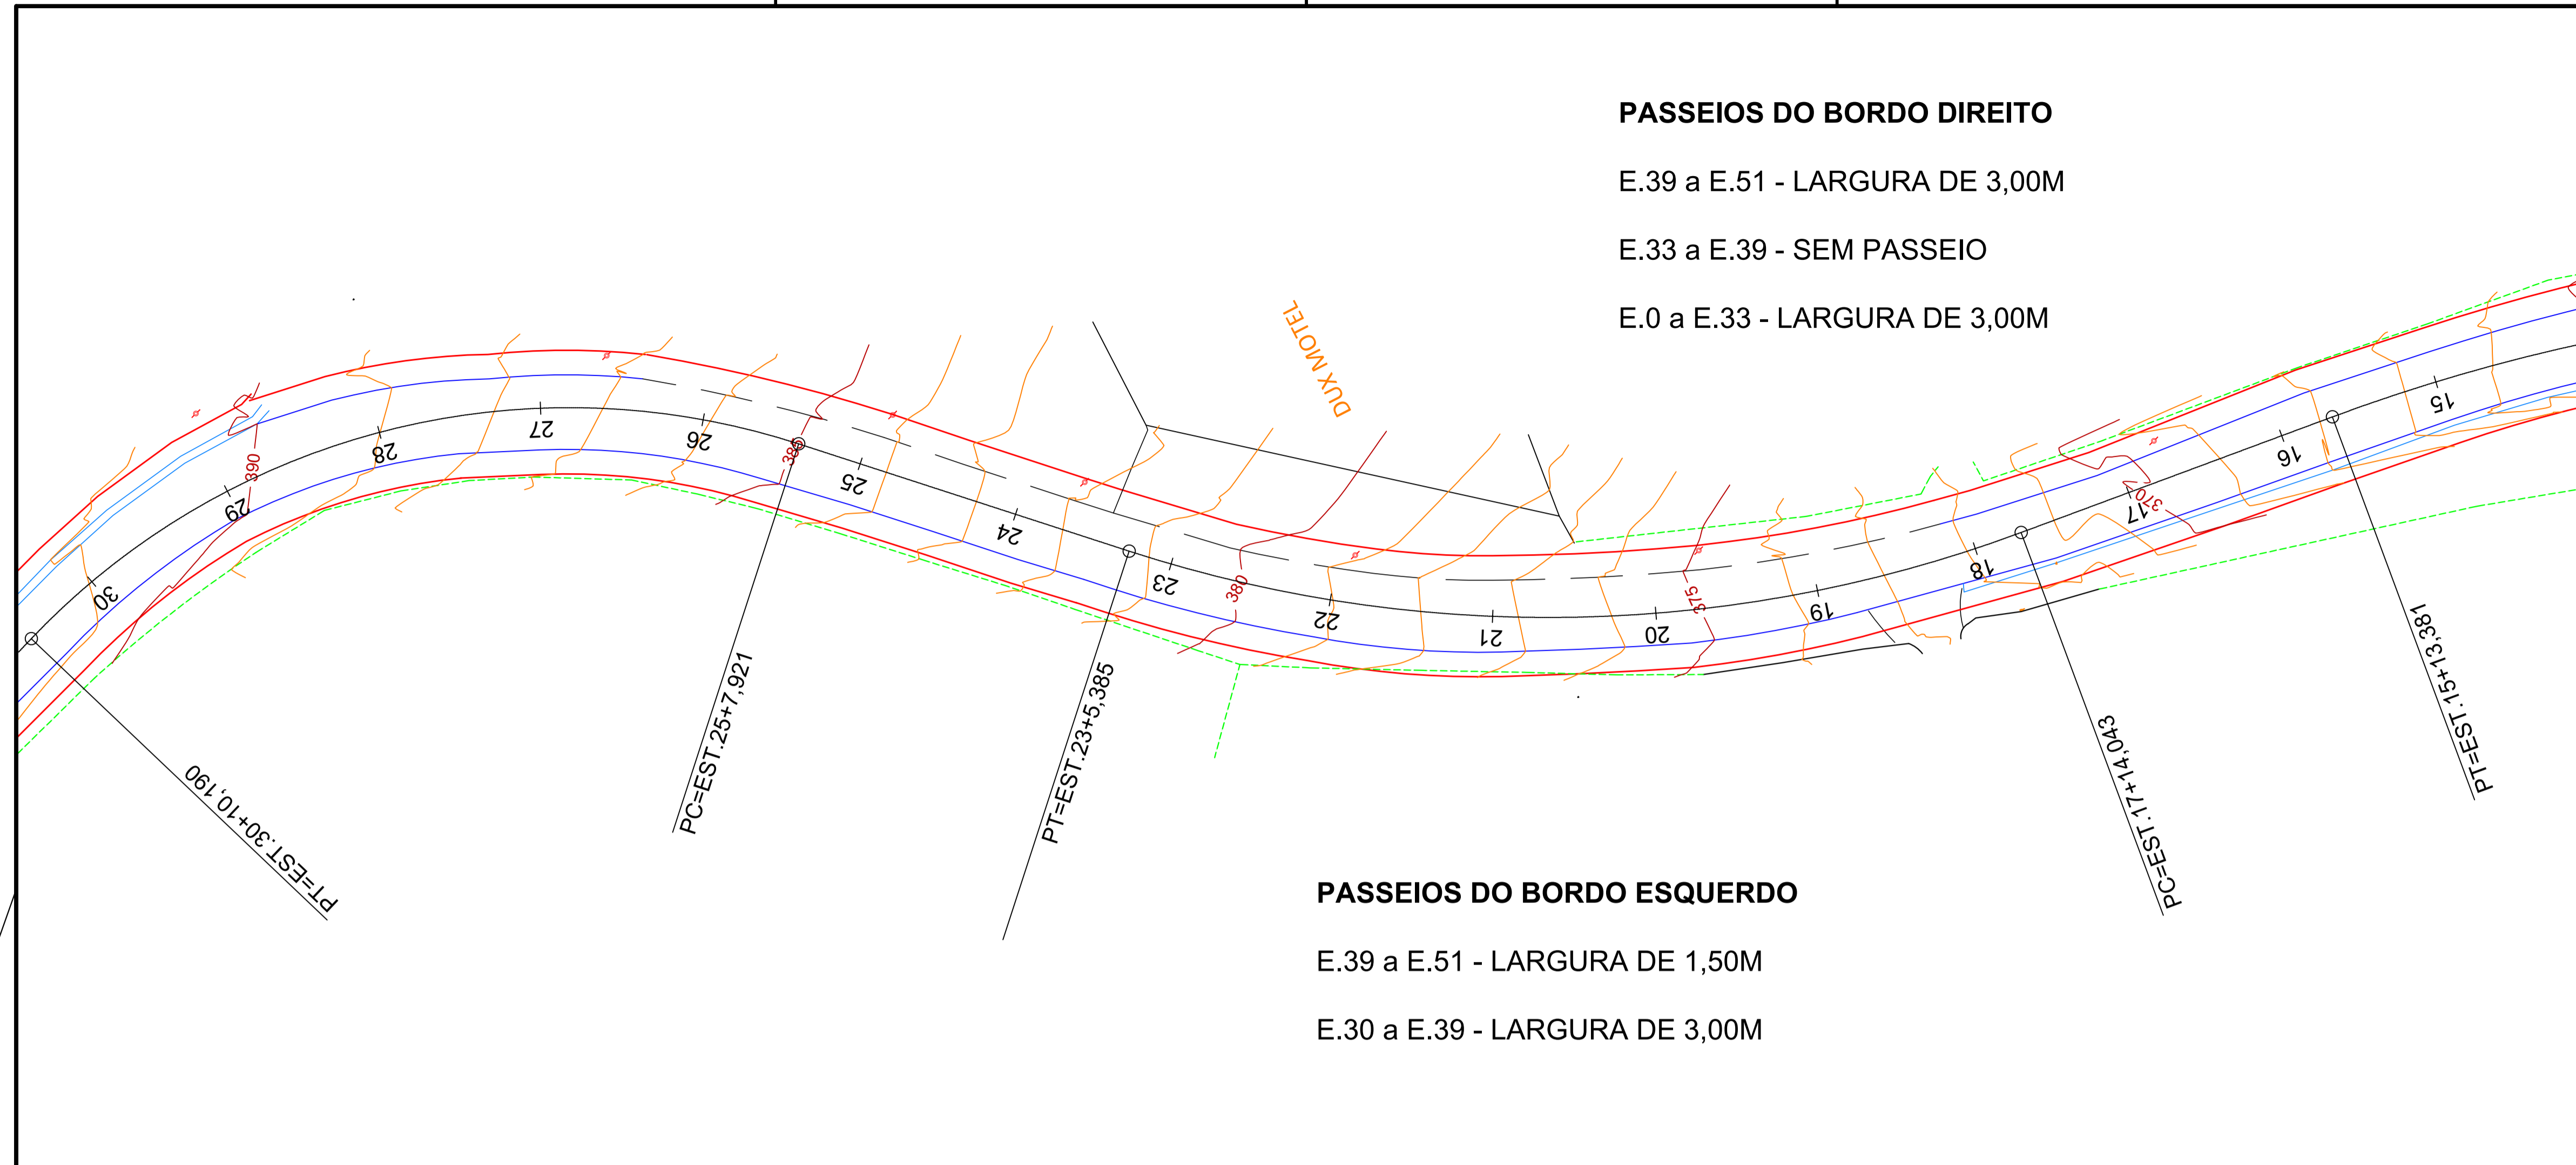 PASSEIOS DO BORDO DIREITO
E.39 a E.51 - LARGURA DE 3,00M
E.33 a E.39 - SEM PASSEIO
E.0 a E.33 - LARGURA DE 3,00M
DUX MOTEL
15
16
17
18
19
20
21
22
23
24
25
26
27
28
29
30
390
385
380
375
370
PT=EST.30+10,190
PC=EST.25+7,921
PT=EST.23+5,385
PC=EST.17+14,043
PT=EST.15+13,381
PASSEIOS DO BORDO ESQUERDO
E.39 a E.51 - LARGURA DE 1,50M
E.30 a E.39 - LARGURA DE 3,00M